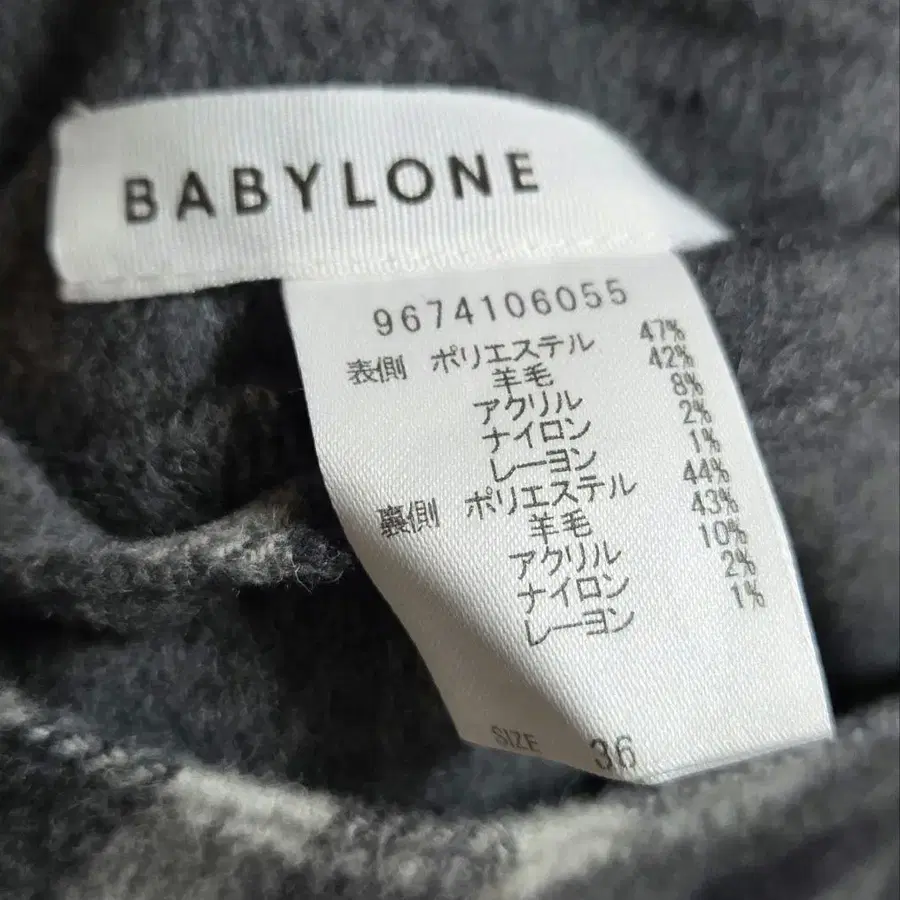 BABYLONE
9674106055
表側 ポリエステル 47%
羊毛 42%
アクリル 8%
ナイロン 2%
レーヨン 1%
裏側 ポリエステル 44%
羊毛 43%
アクリル 10%
ナイロン 2%
レーヨン 1%
SIZE 36